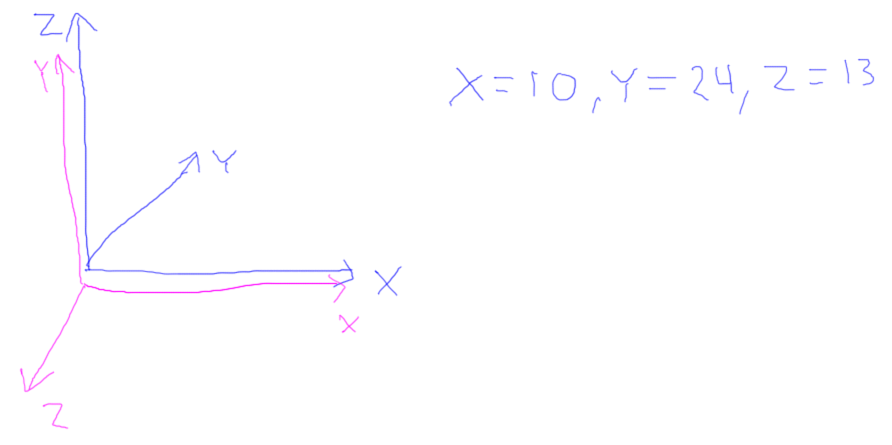 Z
Y
X=10, Y=24, Z=13
Y
X
X
Z